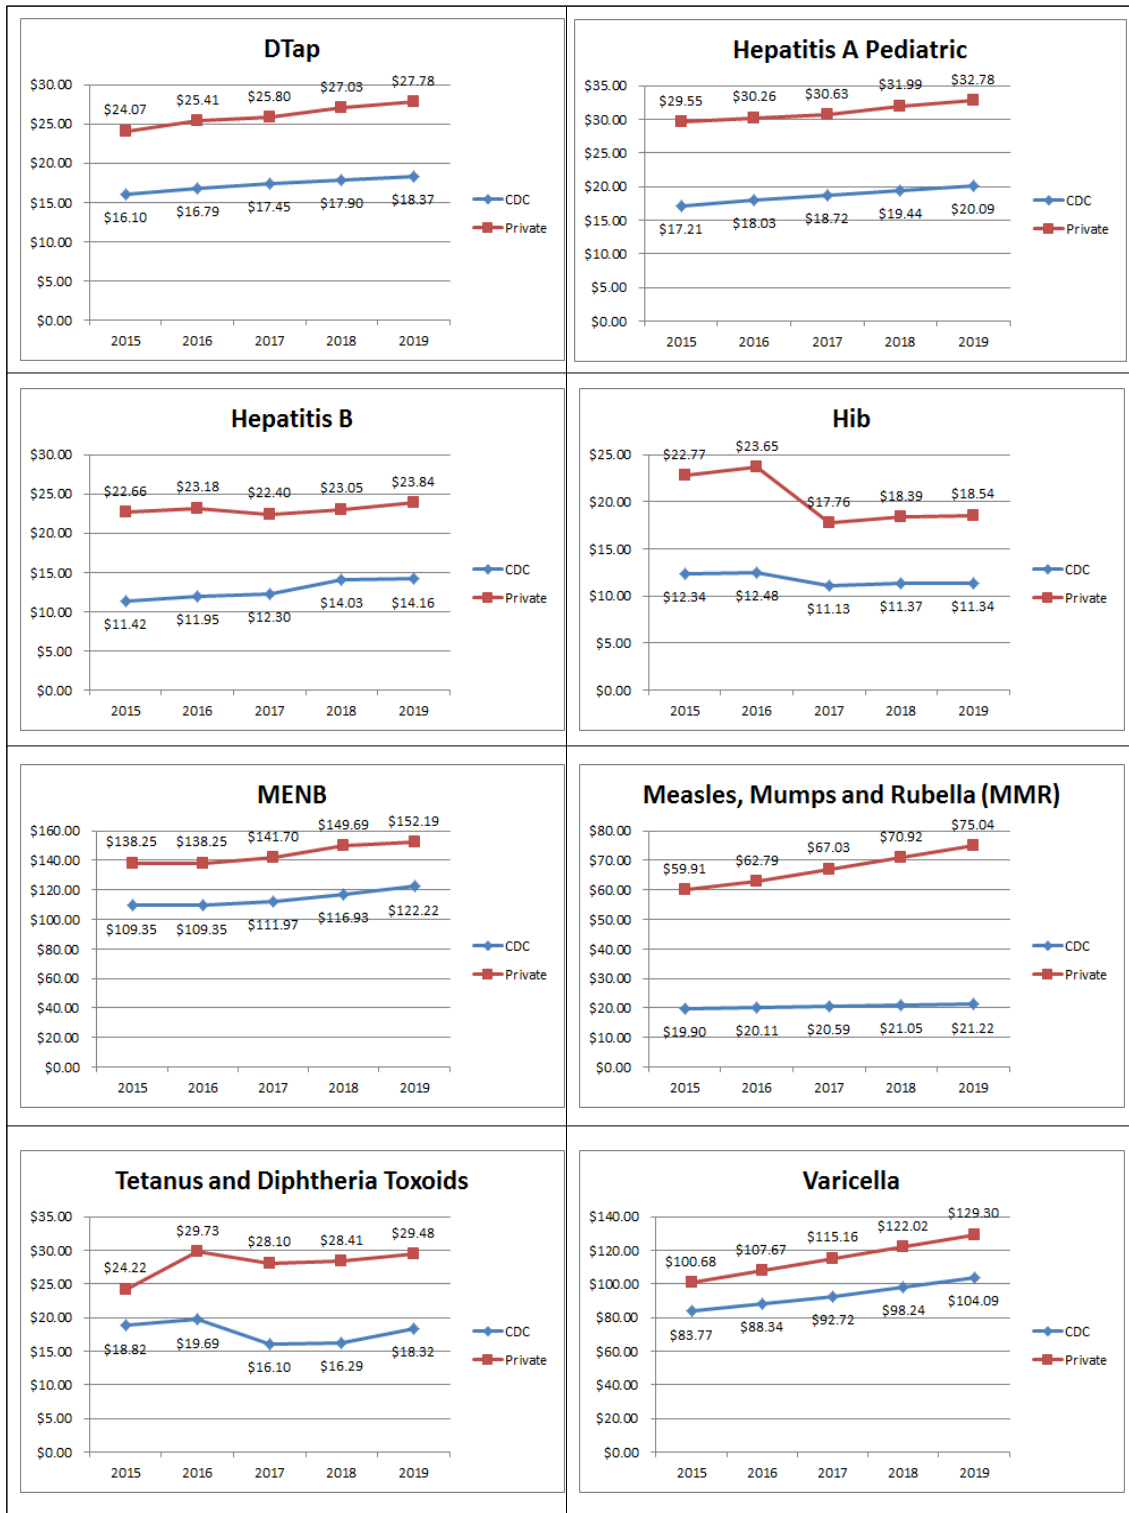 DTap
$30.00
$25.00
$20.00
$15.00
$10.00
$5.00
$0.00
$24.07 $25.41 $25.80 $27.03 $27.78
$16.10 $16.79 $17.45 $17.90 $18.37
2015 2016 2017 2018 2019
CDC
Private
Hepatitis A Pediatric
$35.00
$30.00
$25.00
$20.00
$15.00
$10.00
$5.00
$0.00
$29.55 $30.26 $30.63 $31.99 $32.78
$17.21 $18.03 $18.72 $19.44 $20.09
2015 2016 2017 2018 2019
CDC
Private
Hepatitis B
$30.00
$25.00
$20.00
$15.00
$10.00
$5.00
$0.00
$22.66 $23.18 $22.40 $23.05 $23.84
$11.42 $11.95 $12.30 $14.03 $14.16
2015 2016 2017 2018 2019
CDC
Private
Hib
$25.00
$20.00
$15.00
$10.00
$5.00
$0.00
$22.77 $23.65 $17.76 $18.39 $18.54
$12.34 $12.48 $11.13 $11.37 $11.34
2015 2016 2017 2018 2019
CDC
Private
MENB
$160.00
$140.00
$120.00
$100.00
$80.00
$60.00
$40.00
$20.00
$0.00
$138.25 $138.25 $141.70 $149.69 $152.19
$109.35 $109.35 $111.97 $116.93 $122.22
2015 2016 2017 2018 2019
CDC
Private
Measles, Mumps and Rubella (MMR)
$80.00
$70.00
$60.00
$50.00
$40.00
$30.00
$20.00
$10.00
$0.00
$59.91 $62.79 $67.03 $70.92 $75.04
$19.90 $20.11 $20.59 $21.05 $21.22
2015 2016 2017 2018 2019
CDC
Private
Tetanus and Diphtheria Toxoids
$35.00
$30.00
$25.00
$20.00
$15.00
$10.00
$5.00
$0.00
$24.22 $29.73 $28.10 $28.41 $29.48
$18.82 $19.69 $16.10 $16.29 $18.32
2015 2016 2017 2018 2019
CDC
Private
Varicella
$140.00
$120.00
$100.00
$80.00
$60.00
$40.00
$20.00
$0.00
$100.68 $107.67 $115.16 $122.02 $129.30
$83.77 $88.34 $92.72 $98.24 $104.09
2015 2016 2017 2018 2019
CDC
Private